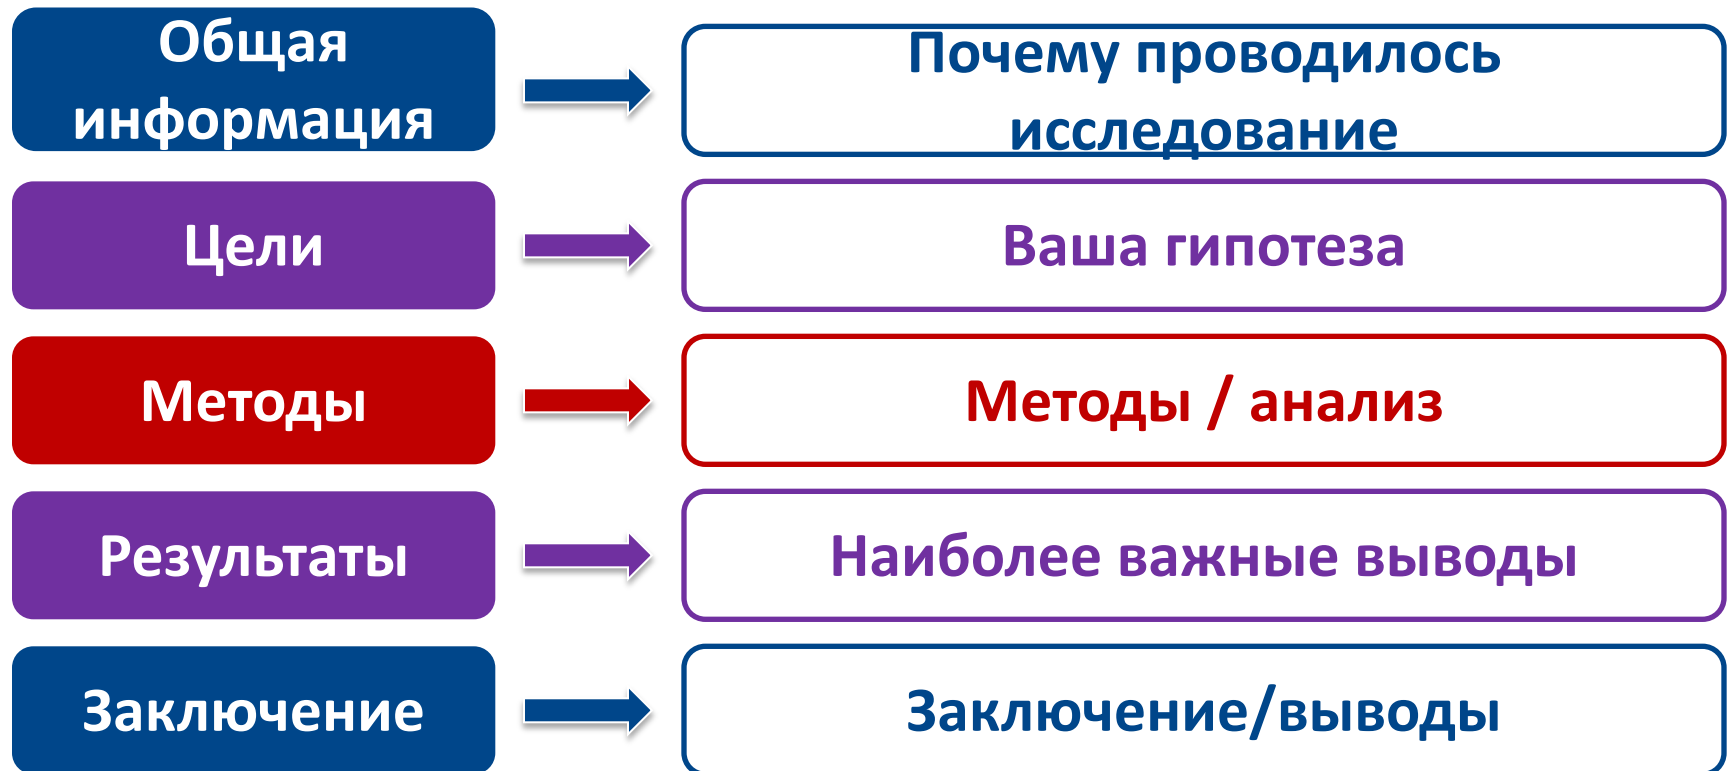 Общая
информация
Почему проводилось
исследование
Цели
Ваша гипотеза
Методы
Методы / анализ
Результаты
Наиболее важные выводы
Заключение
Заключение/выводы